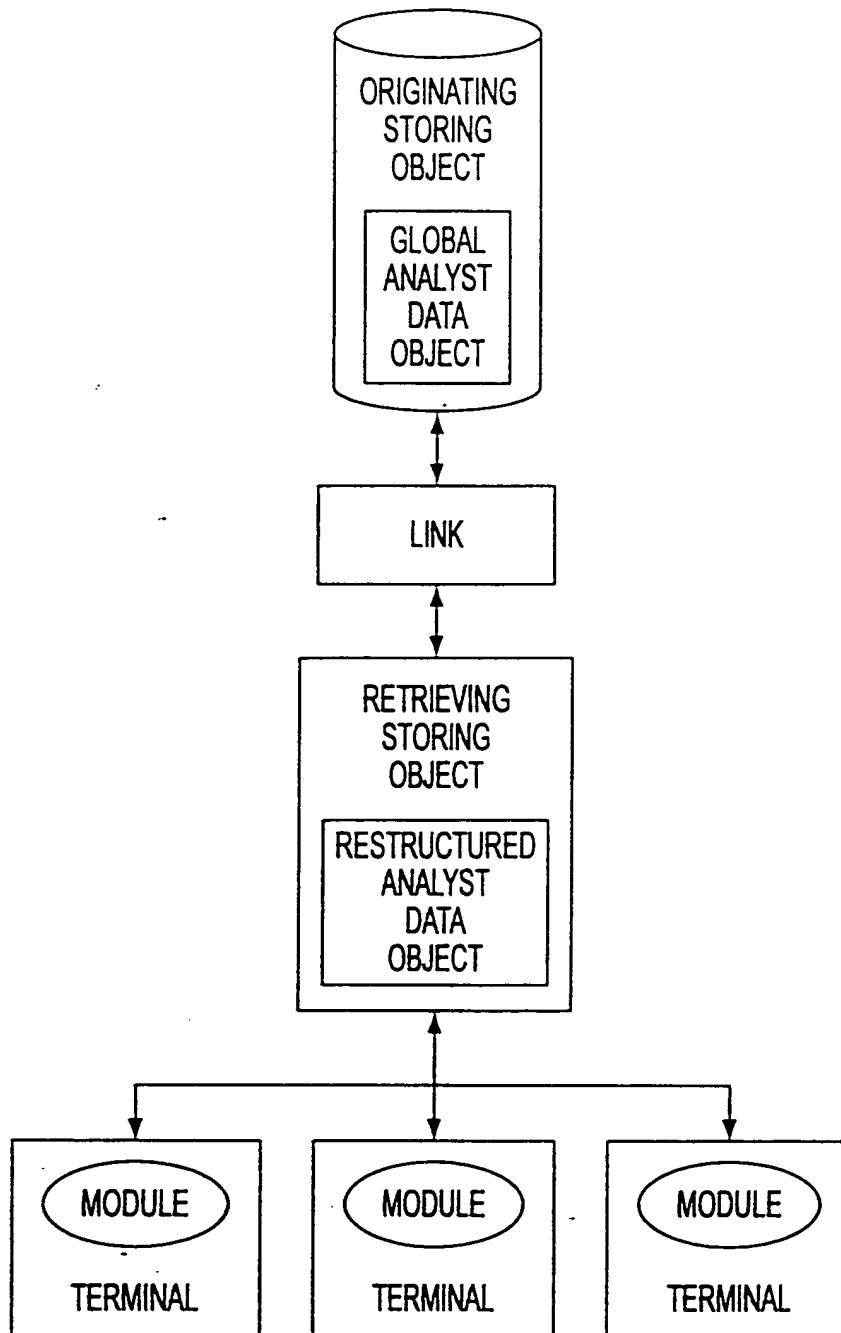 ORIGINATING
STORING
OBJECT
GLOBAL
ANALYST
DATA
OBJECT
LINK
RETRIEVING
STORING
OBJECT
RESTRUCTURED
ANALYST
DATA
OBJECT
MODULE
TERMINAL
MODULE
TERMINAL
MODULE
TERMINAL